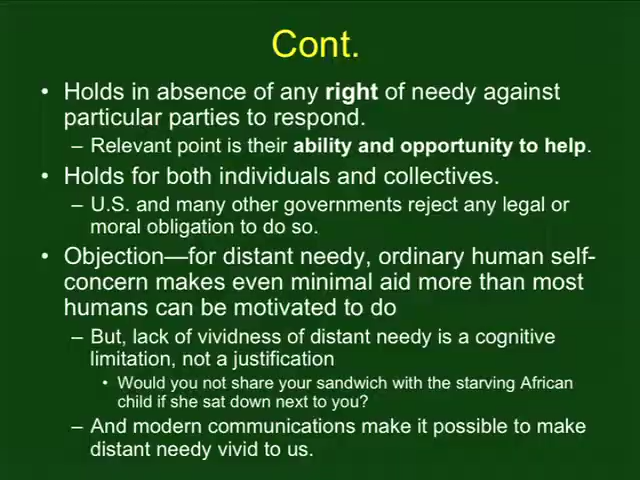 Cont.
• Holds in absence of any right of needy against
particular parties to respond.
– Relevant point is their ability and opportunity to help.
• Holds for both individuals and collectives.
– U.S. and many other governments reject any legal or
moral obligation to do so.
• Objection—for distant needy, ordinary human self-
concern makes even minimal aid more than most
humans can be motivated to do
– But, lack of vividness of distant needy is a cognitive
limitation, not a justification
• Would you not share your sandwich with the starving African
child if she sat down next to you?
– And modern communications make it possible to make
distant needy vivid to us.